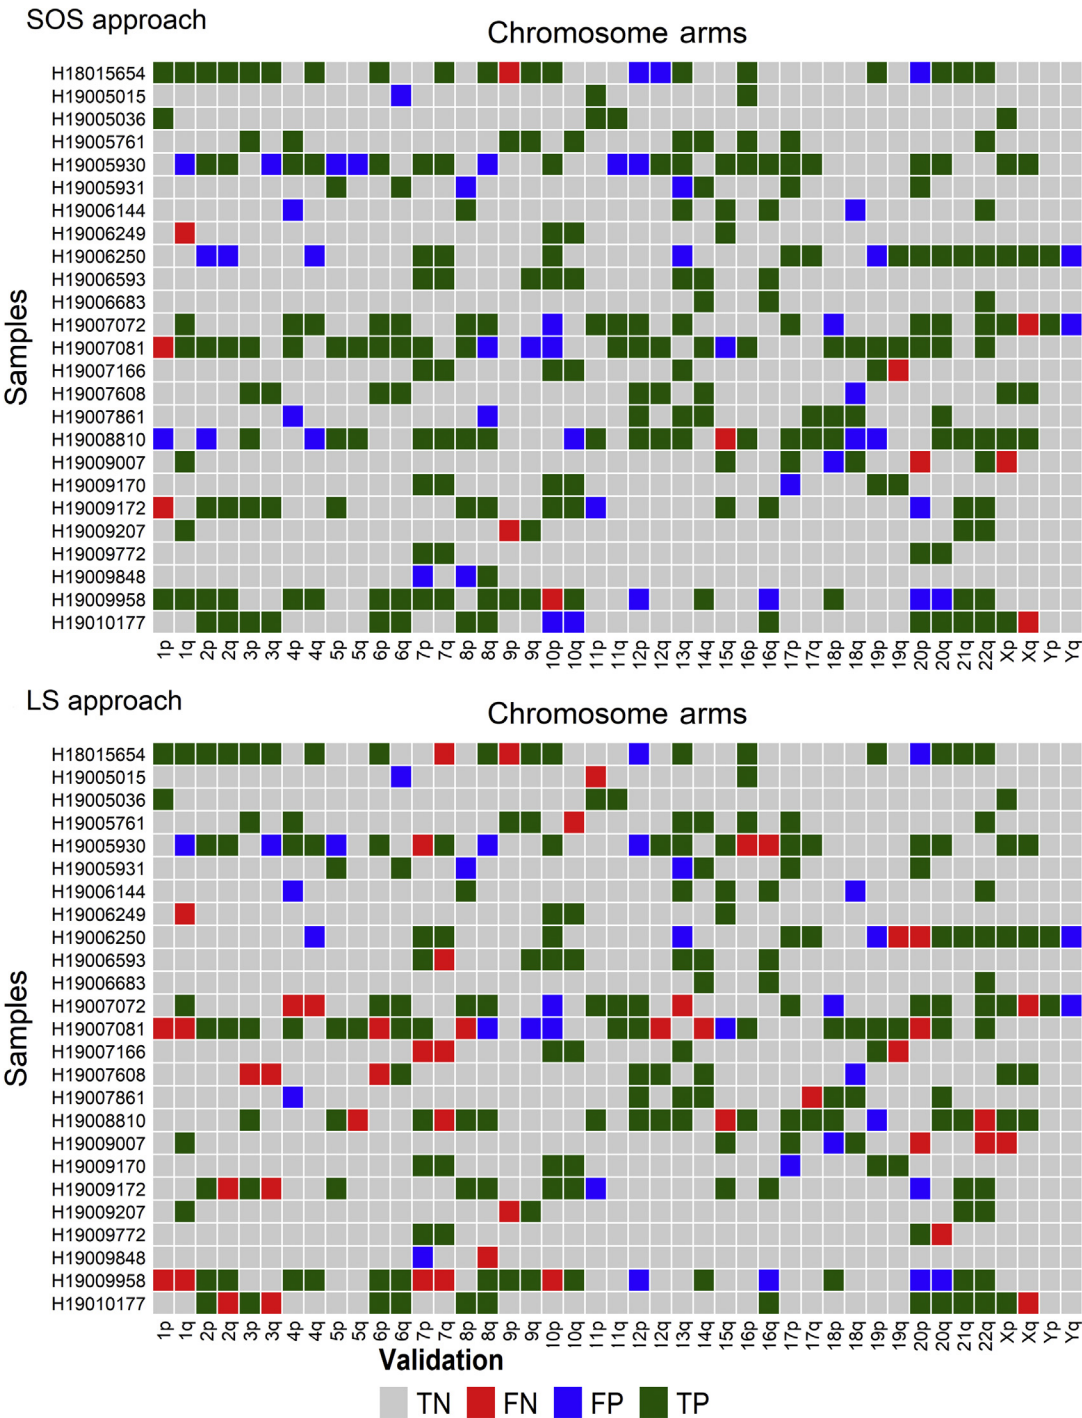 SOS approach
Chromosome arms
Samples
H18015654
H19005015
H19005036
H19005761
H19005930
H19005931
H19006144
H19006249
H19006250
H19006593
H19006683
H19007072
H19007081
H19007166
H19007608
H19007861
H19008810
H19009007
H19009170
H19009172
H19009207
H19009772
H19009848
H19009958
H19010177
1p 1q 2p 2q 3p 3q 4p 4q 5p 5q 6p 6q 7p 7q 8p 8q 9p 9q 10p 10q 11p 11q 12p 12q 13q 14q 15q 16p 16q 17p 17q 18p 18q 19p 19q 20p 20q 21q 22q Xp Xq Yp Yq
LS approach
Chromosome arms
Samples
H18015654
H19005015
H19005036
H19005761
H19005930
H19005931
H19006144
H19006249
H19006250
H19006593
H19006683
H19007072
H19007081
H19007166
H19007608
H19007861
H19008810
H19009007
H19009170
H19009172
H19009207
H19009772
H19009848
H19009958
H19010177
1p 1q 2p 2q 3p 3q 4p 4q 5p 5q 6p 6q 7p 7q 8p 8q 9p 9q 10p 10q 11p 11q 12p 12q 13q 14q 15q 16p 16q 17p 17q 18p 18q 19p 19q 20p 20q 21q 22q Xp Xq Yp Yq
Validation
TN FN FP TP